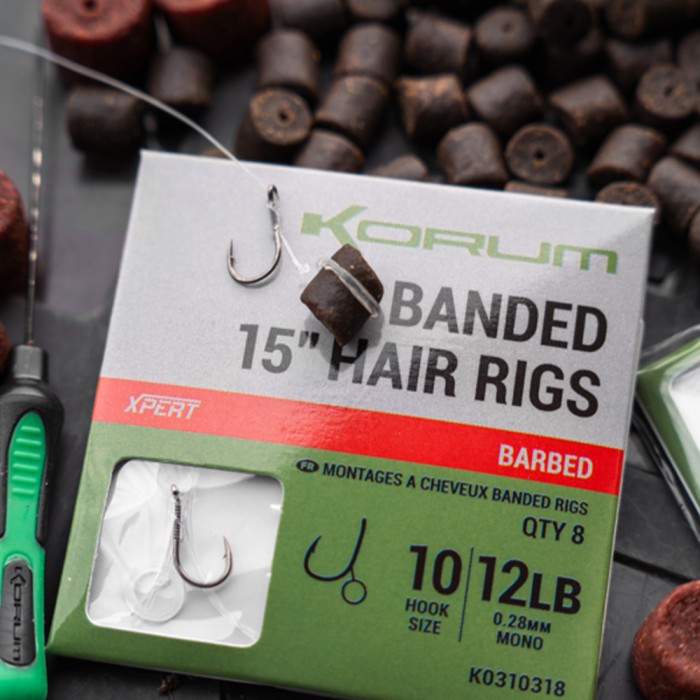 KORUM
BANDED
15" HAIR RIGS
XPERT
BARBED
FR MONTAGES A CHEVEUX BANDED RIGS
QTY 8
10 12LB
HOOK SIZE
0.28MM MONO
K0310318
KORUM